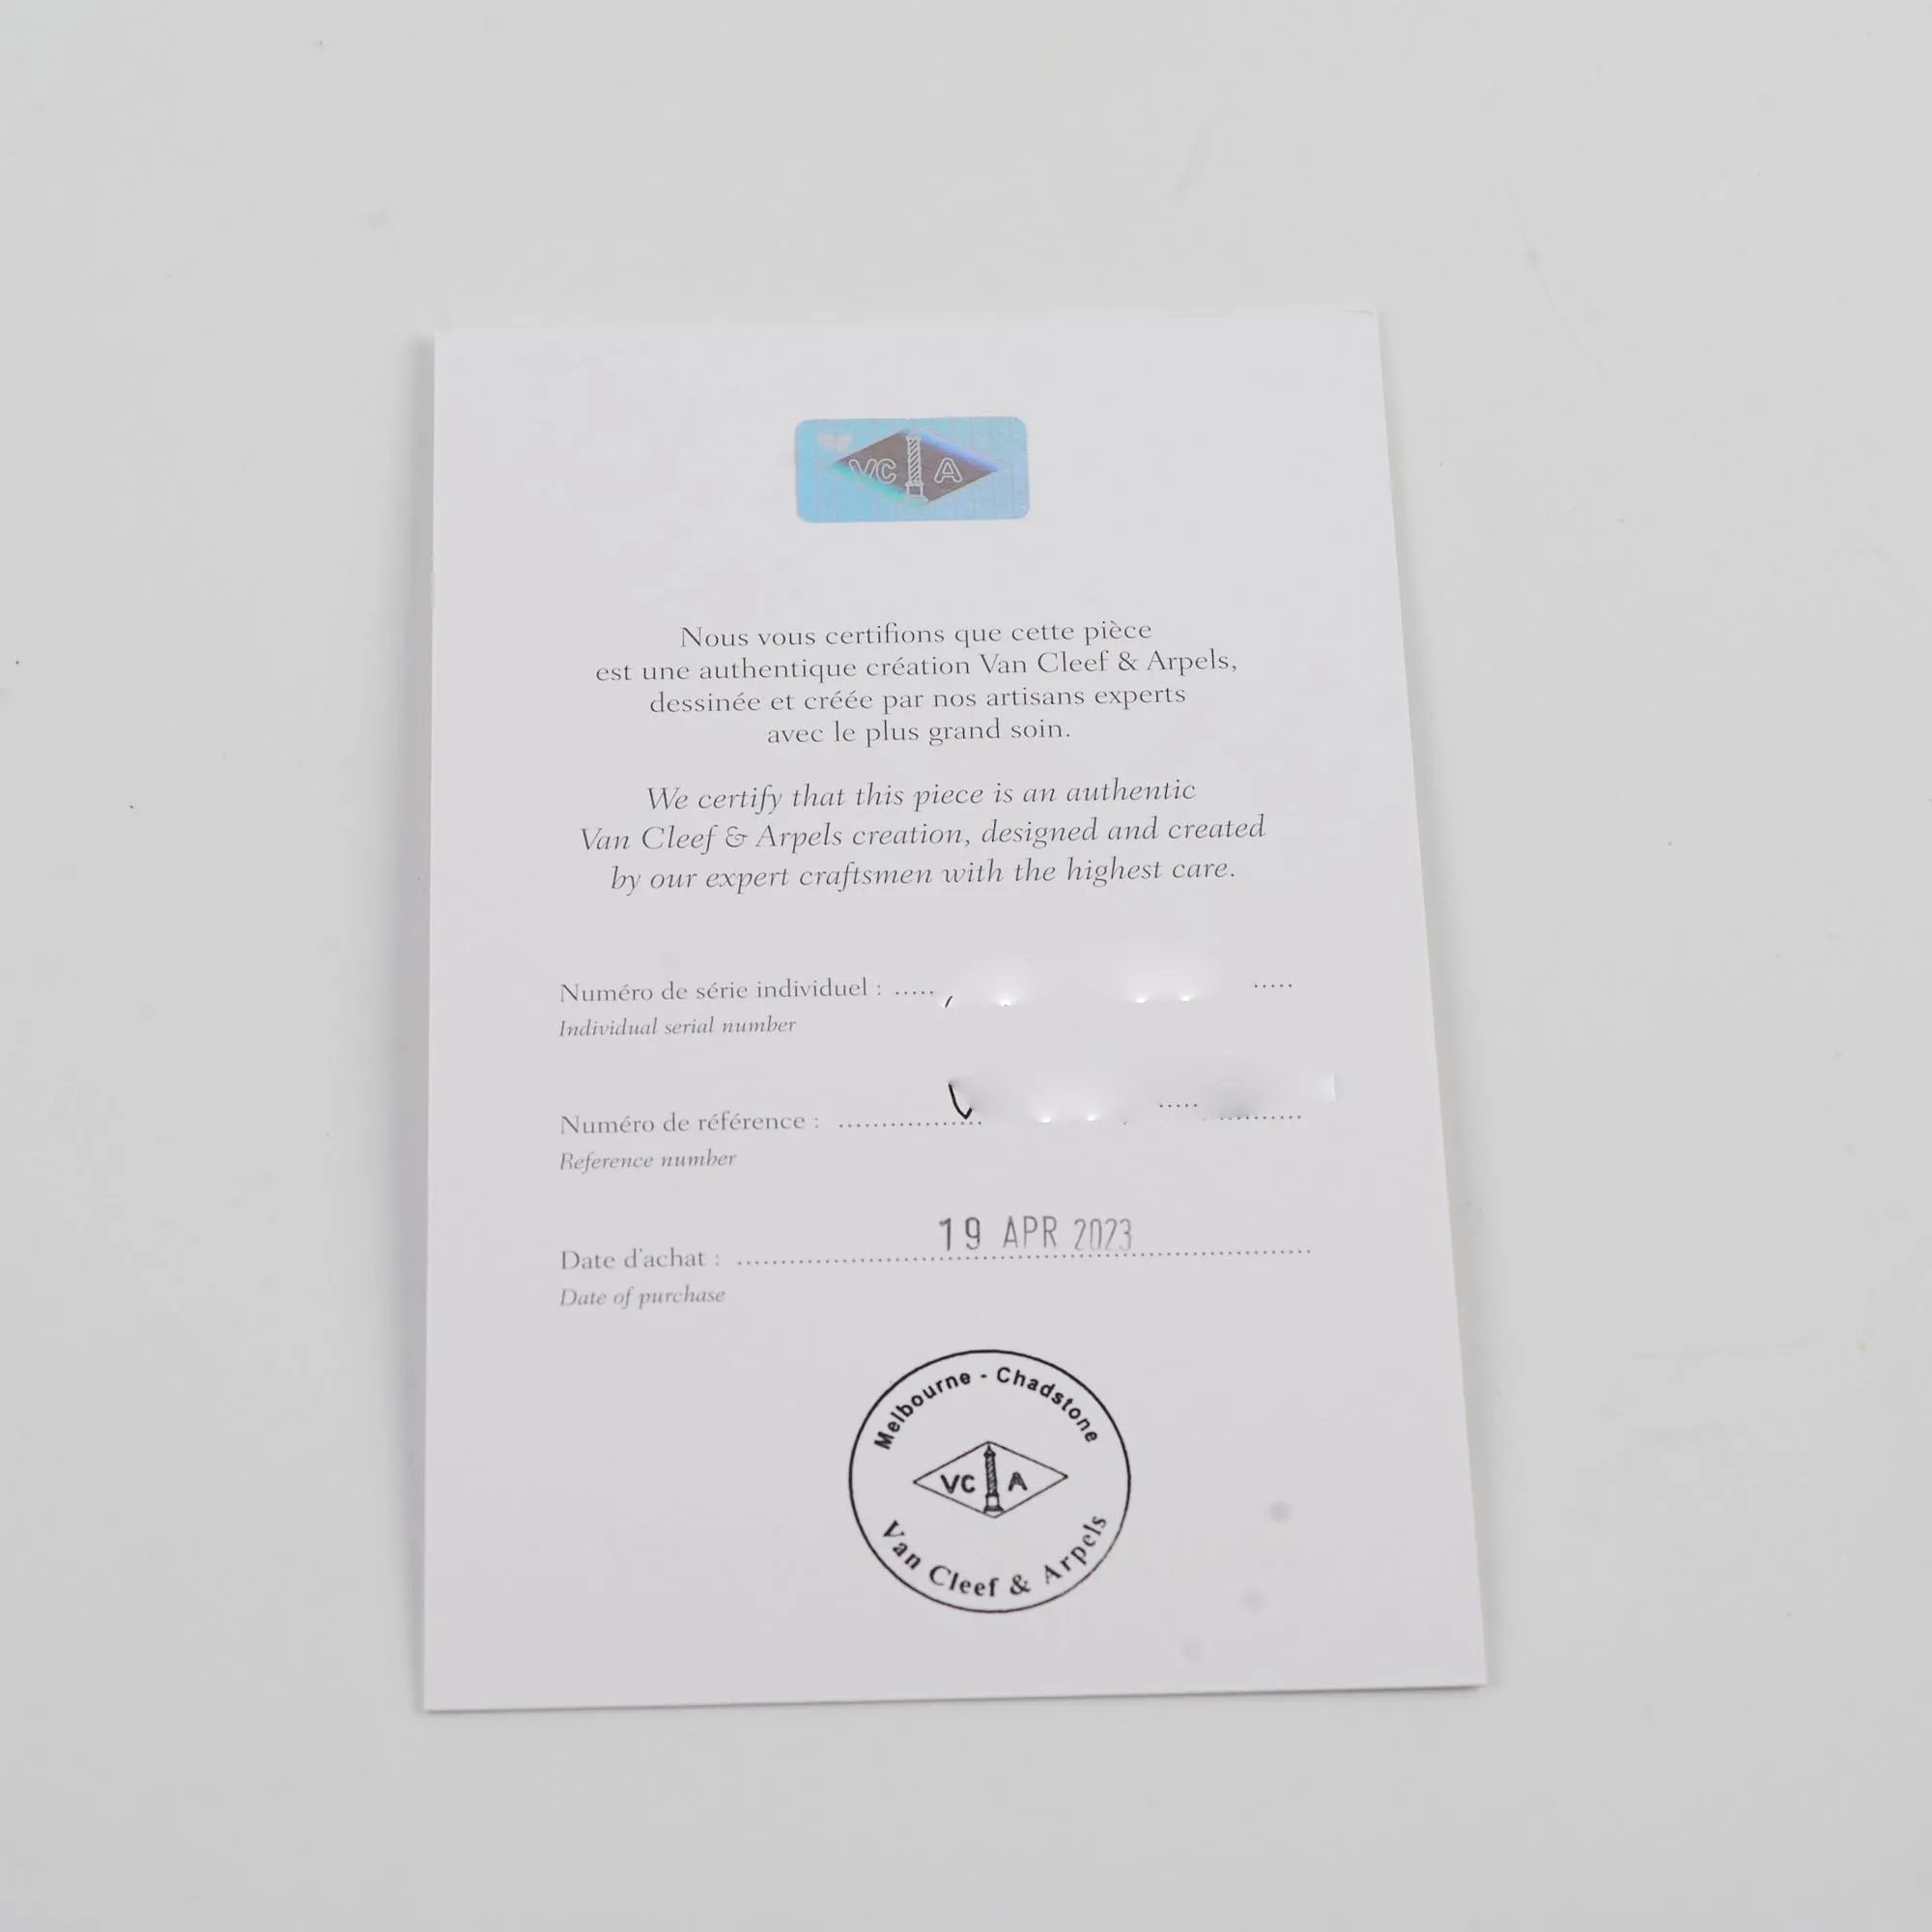 VC A
Nous vous certifions que cette pièce
est une authentique création Van Cleef & Arpels,
dessinée et créée par nos artisans experts
avec le plus grand soin.
We certify that this piece is an authentic
Van Cleef & Arpels creation, designed and created
by our expert craftsmen with the highest care.
Numéro de série individuel :
Individual serial number
Numéro de référence :
Reference number
Date d'achat : 19 APR 2023
Date of purchase
Melbourne - Chadstone
VC A
Van Cleef & Arpels